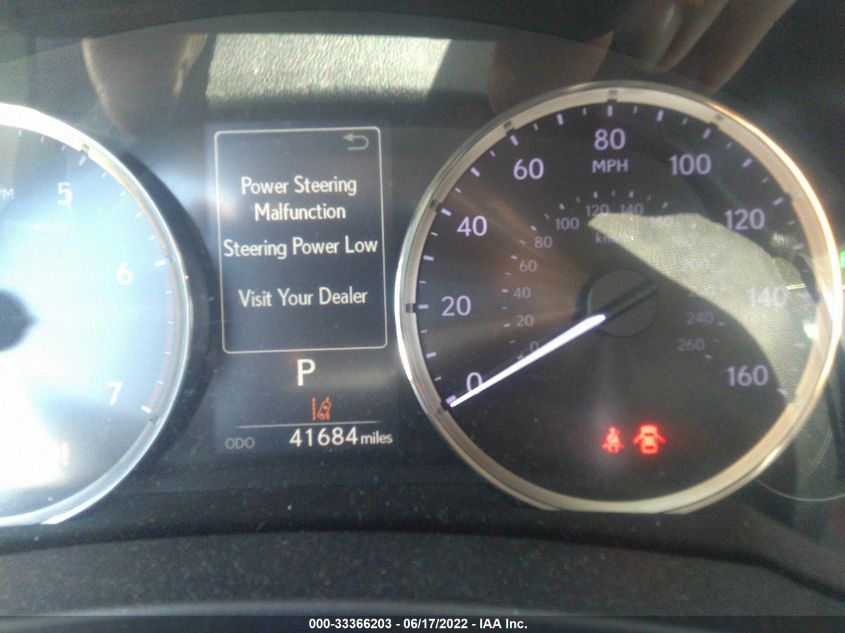 Power Steering
Malfunction
Steering Power Low
Visit Your Dealer
P
ODO 41684 miles
5
6
7
0
20
40
60
80
MPH
100
120
140
160
0
20
40
60
80
100
120
140
240
260
000-33366203 - 06/17/2022 - IAA Inc.